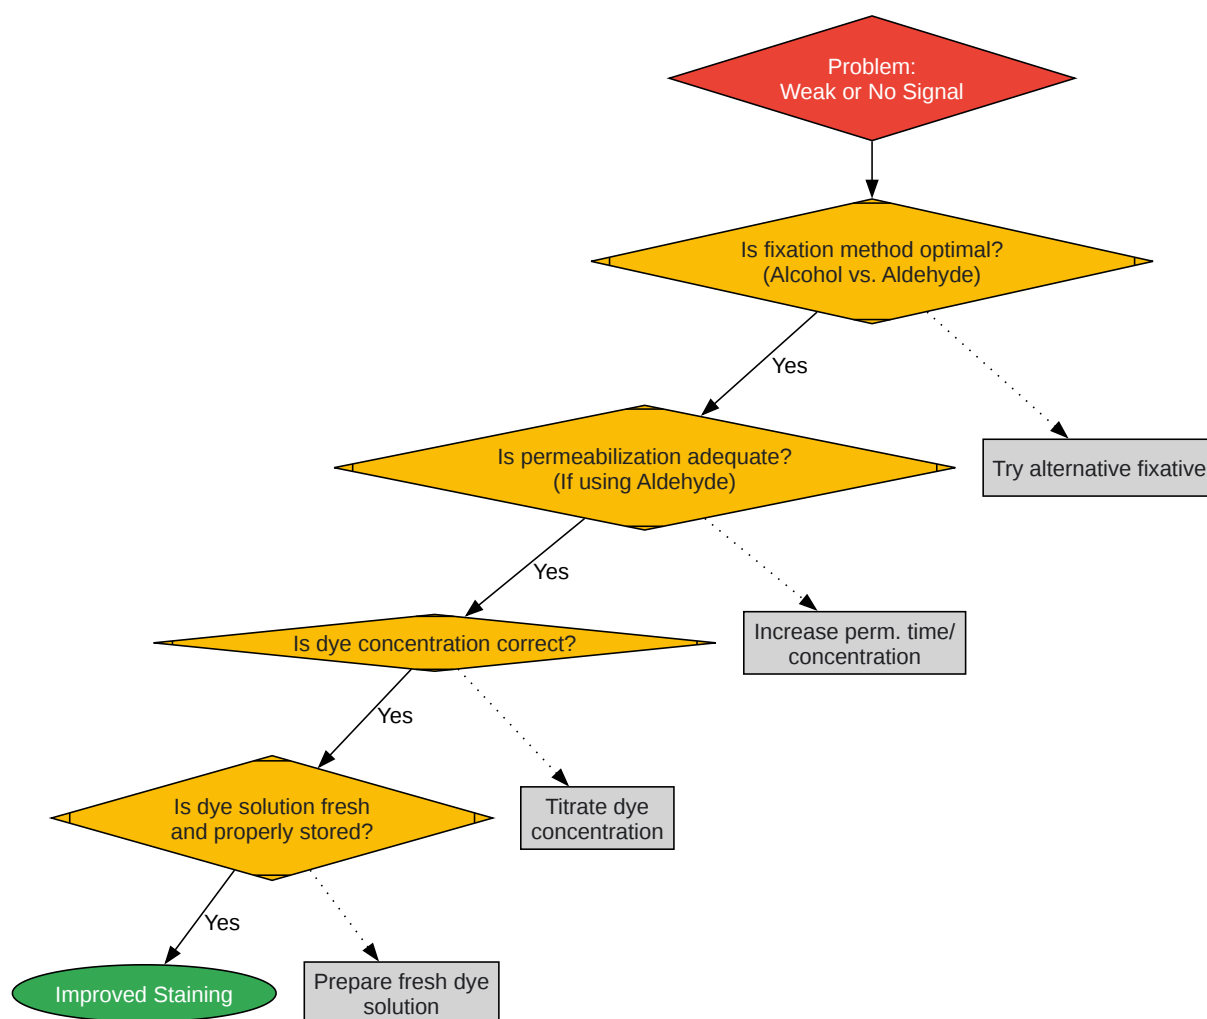 Problem:
Weak or No Signal
Is fixation method optimal?
(Alcohol vs. Aldehyde)
Yes
Is permeabilization adequate?
(If using Aldehyde)
Try alternative fixative
Yes
Is dye concentration correct?
Increase perm. time/
concentration
Yes
Is dye solution fresh
and properly stored?
Titrate dye
concentration
Yes
Improved Staining
Prepare fresh dye
solution